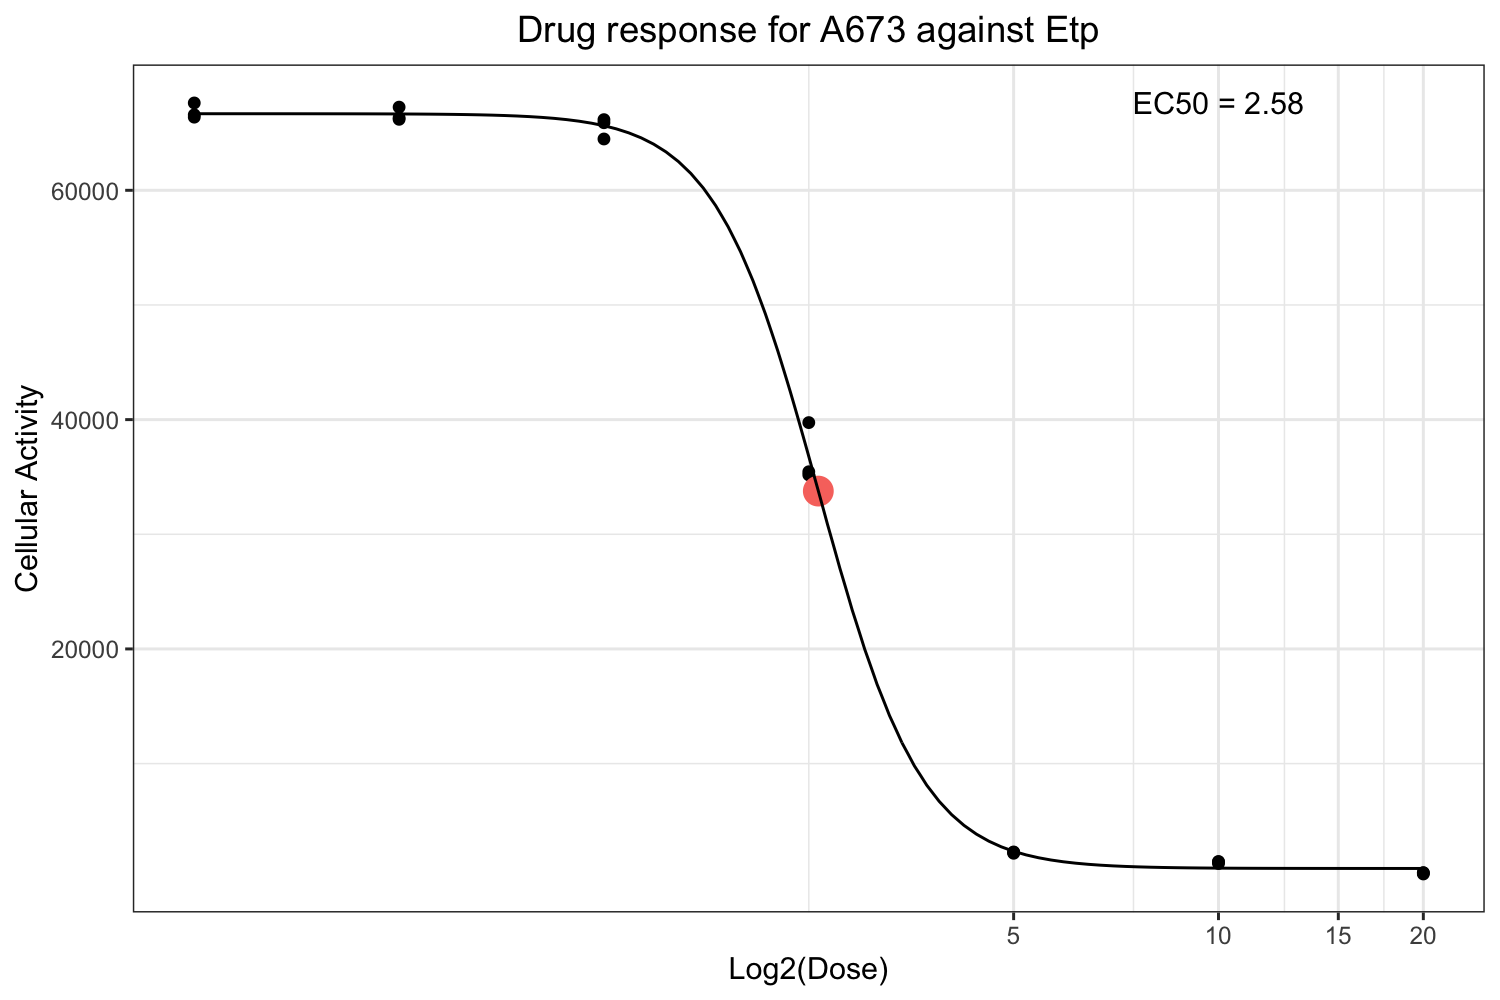 Drug response for A673 against Etp
EC50 = 2.58
60000
40000
20000
Cellular Activity
5
10
15
20
Log2(Dose)